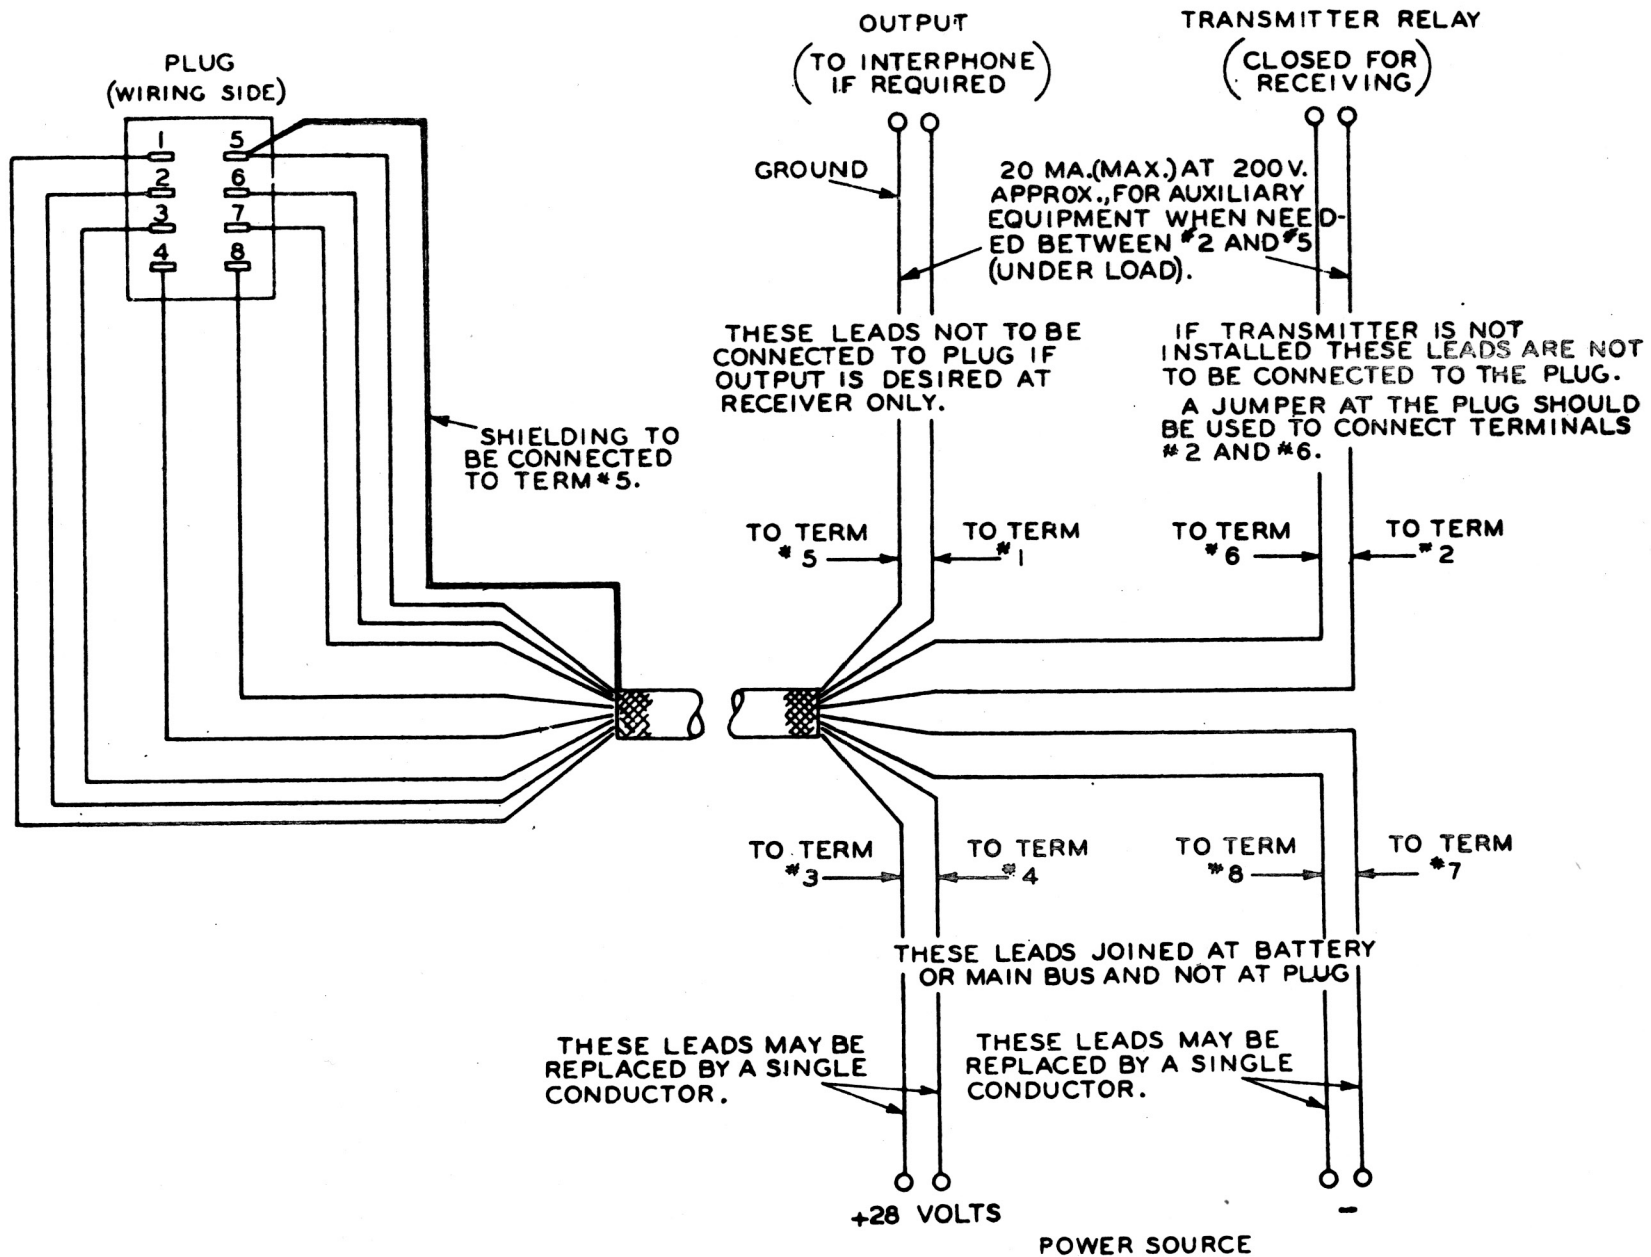 PLUG
(WIRING SIDE)
1 5
2 6
3 7
4 8
OUTPUT
(TO INTERPHONE
IF REQUIRED)
TRANSMITTER RELAY
(CLOSED FOR
RECEIVING)
GROUND
20 MA.(MAX.) AT 200 V.
APPROX., FOR AUXILIARY
EQUIPMENT WHEN NEED-
ED BETWEEN #2 AND #5
(UNDER LOAD).
THESE LEADS NOT TO BE
CONNECTED TO PLUG IF
OUTPUT IS DESIRED AT
RECEIVER ONLY.
IF TRANSMITTER IS NOT
INSTALLED THESE LEADS ARE NOT
TO BE CONNECTED TO THE PLUG.
A JUMPER AT THE PLUG SHOULD
BE USED TO CONNECT TERMINALS
#2 AND #6.
SHIELDING TO
BE CONNECTED
TO TERM #5.
TO TERM
#5
TO TERM
#1
TO TERM
#6
TO TERM
#2
TO TERM
#3
TO TERM
#4
TO TERM
#8
TO TERM
#7
THESE LEADS JOINED AT BATTERY
OR MAIN BUS AND NOT AT PLUG
THESE LEADS MAY BE
REPLACED BY A SINGLE
CONDUCTOR.
THESE LEADS MAY BE
REPLACED BY A SINGLE
CONDUCTOR.
+28 VOLTS
–
POWER SOURCE